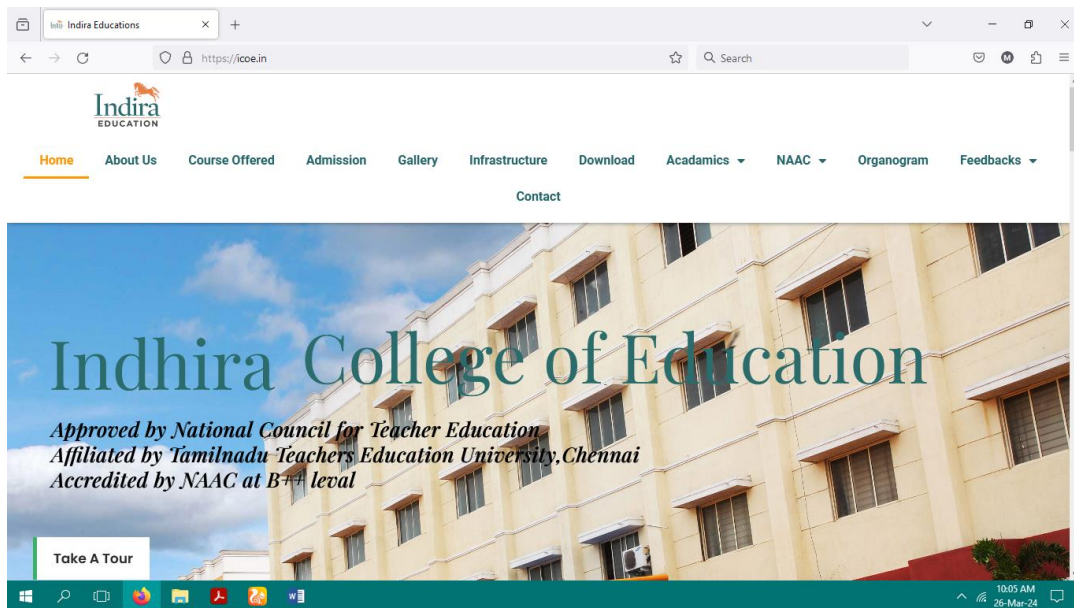 Indira Educations
https://icoe.in
Search
M
Indira
EDUCATION
Home About Us Course Offered Admission Gallery Infrastructure Download Acadamics NAAC Organogram Feedbacks
Contact
Indhira College of Education
Approved by National Council for Teacher Education
Affiliated by Tamilnadu Teachers Education University,Chennai
Accredited by NAAC at B++ leval
Take A Tour
10:05 AM
26-Mar-24